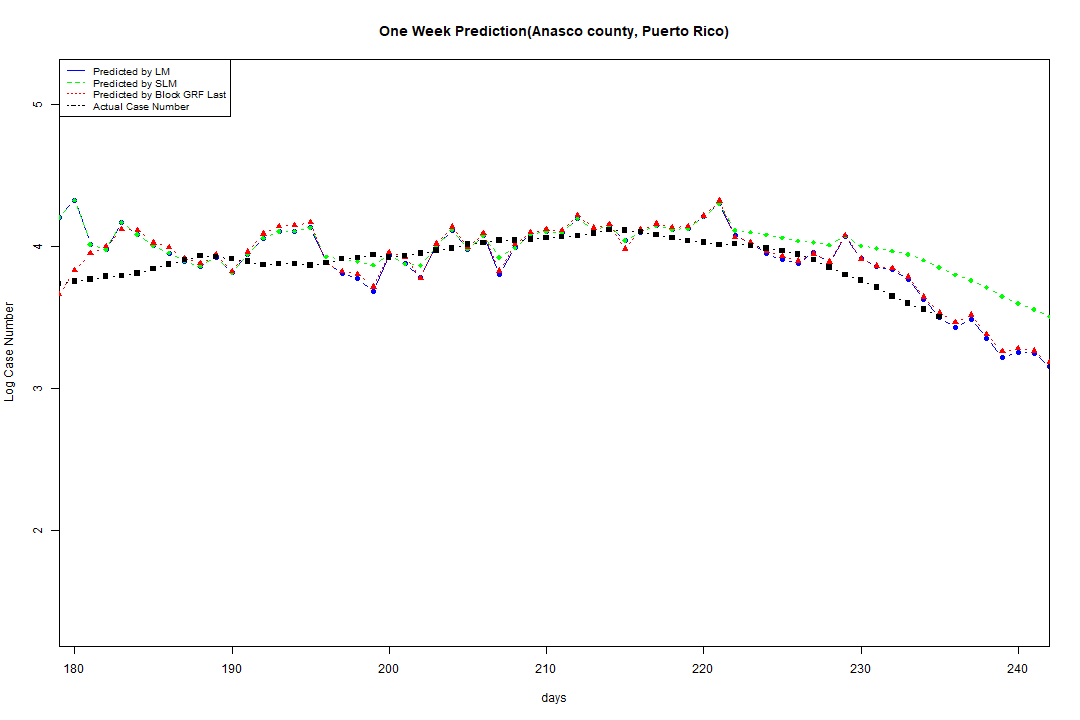 One Week Prediction(Anasco county, Puerto Rico)
Predicted by LM
Predicted by SLM
Predicted by Block GRF Last
Actual Case Number
5
4
3
2
Log Case Number
180 190 200 210 220 230 240
days